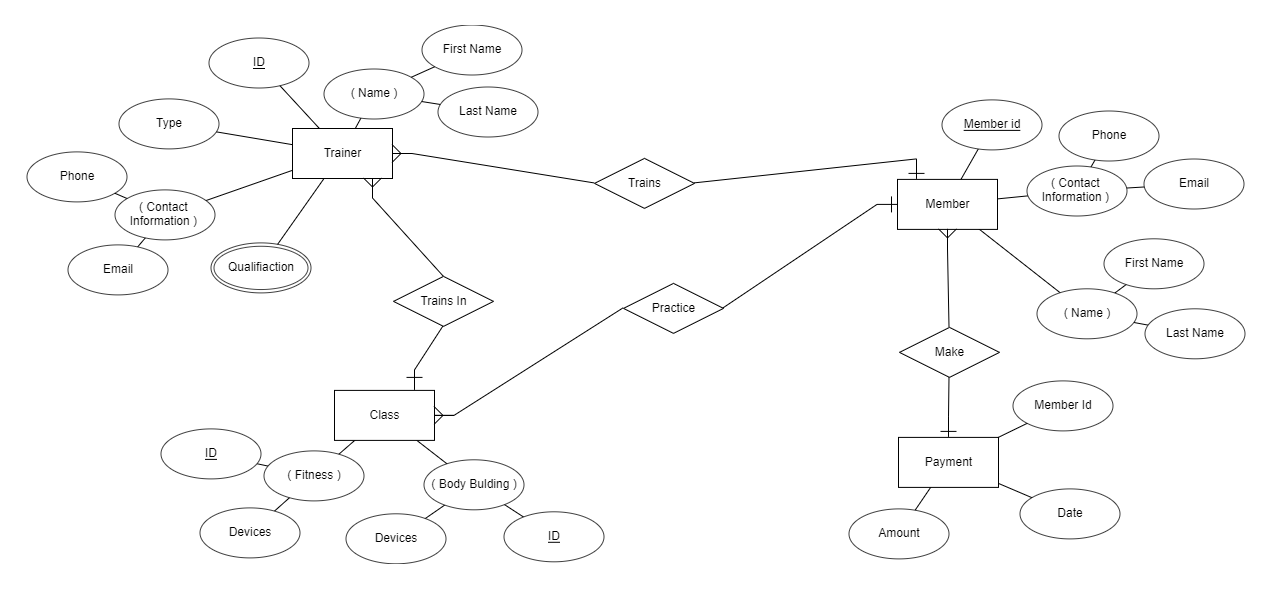 First Name
ID
( Name )
Last Name
Type
Trainer
Phone
( Contact
Information )
Email
Qualifiaction
Trains
Member id
Phone
( Contact
Information )
Email
Member
First Name
( Name )
Last Name
Trains In
Practice
Make
Class
ID
( Fitness )
Devices
( Body Bulding )
Devices
ID
Member Id
Payment
Amount
Date